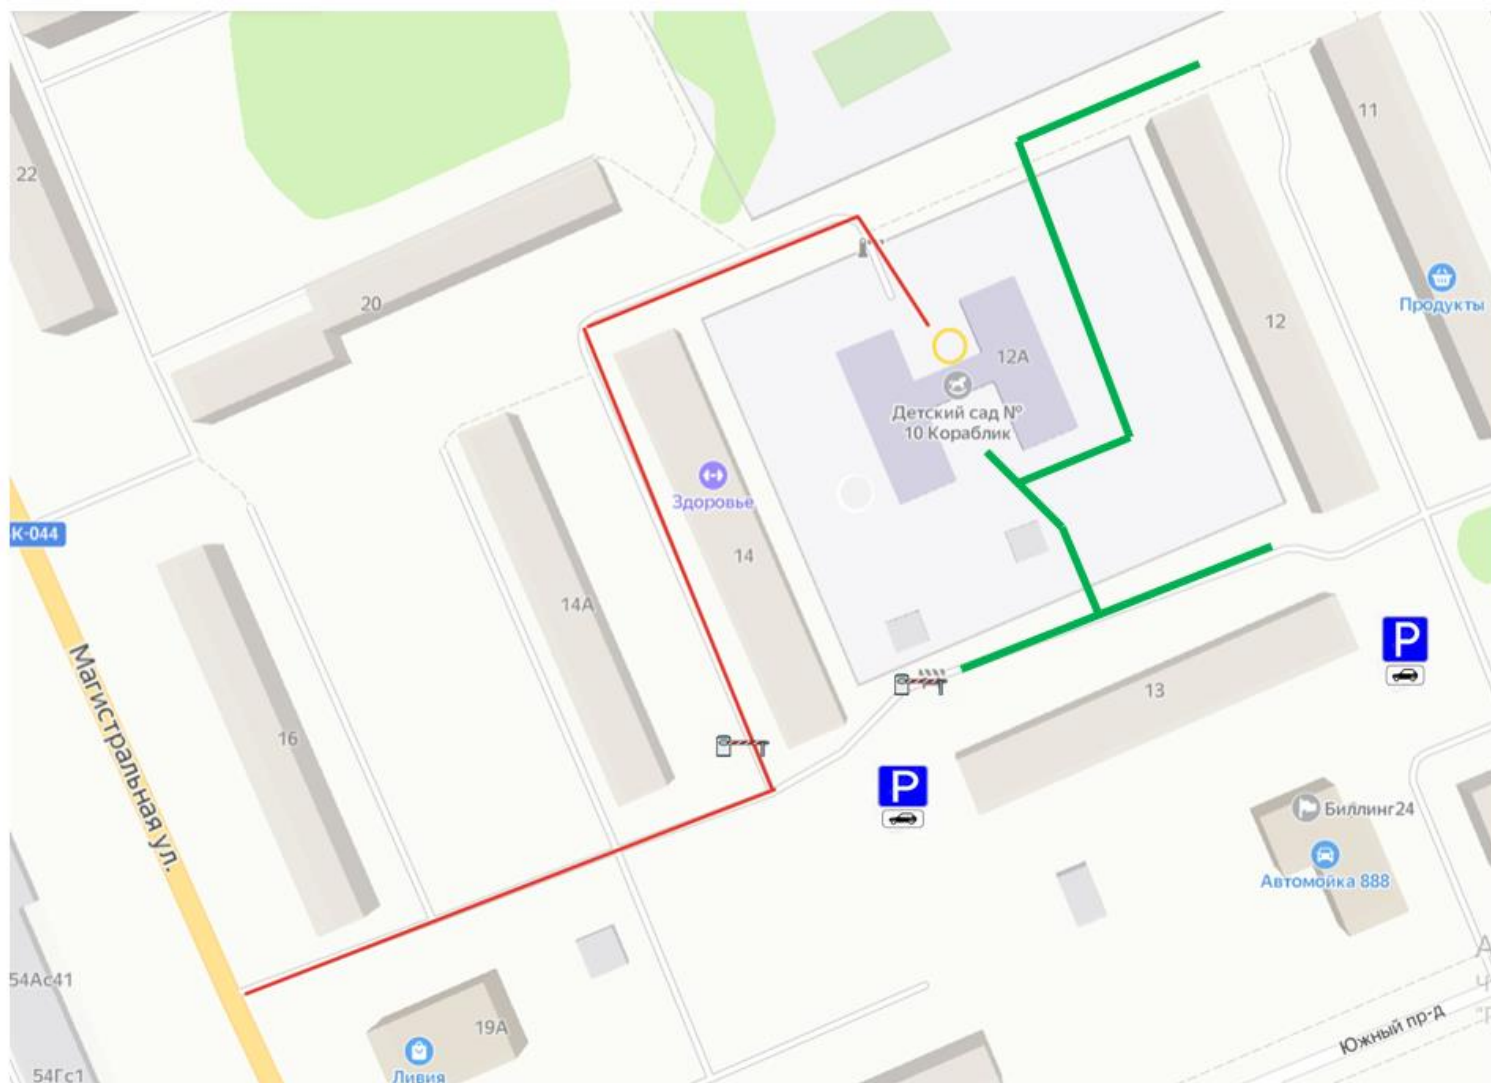 22
11
20
Продукты
12
12А
Детский сад №
10 Кораблик
Здоровье
К-044
14
14А
P
13
16
Магистральная ул.
P
Биллинг24
Автомойка 888
54Ас41
19А
Южный пр-д
54Гс1
Ливия